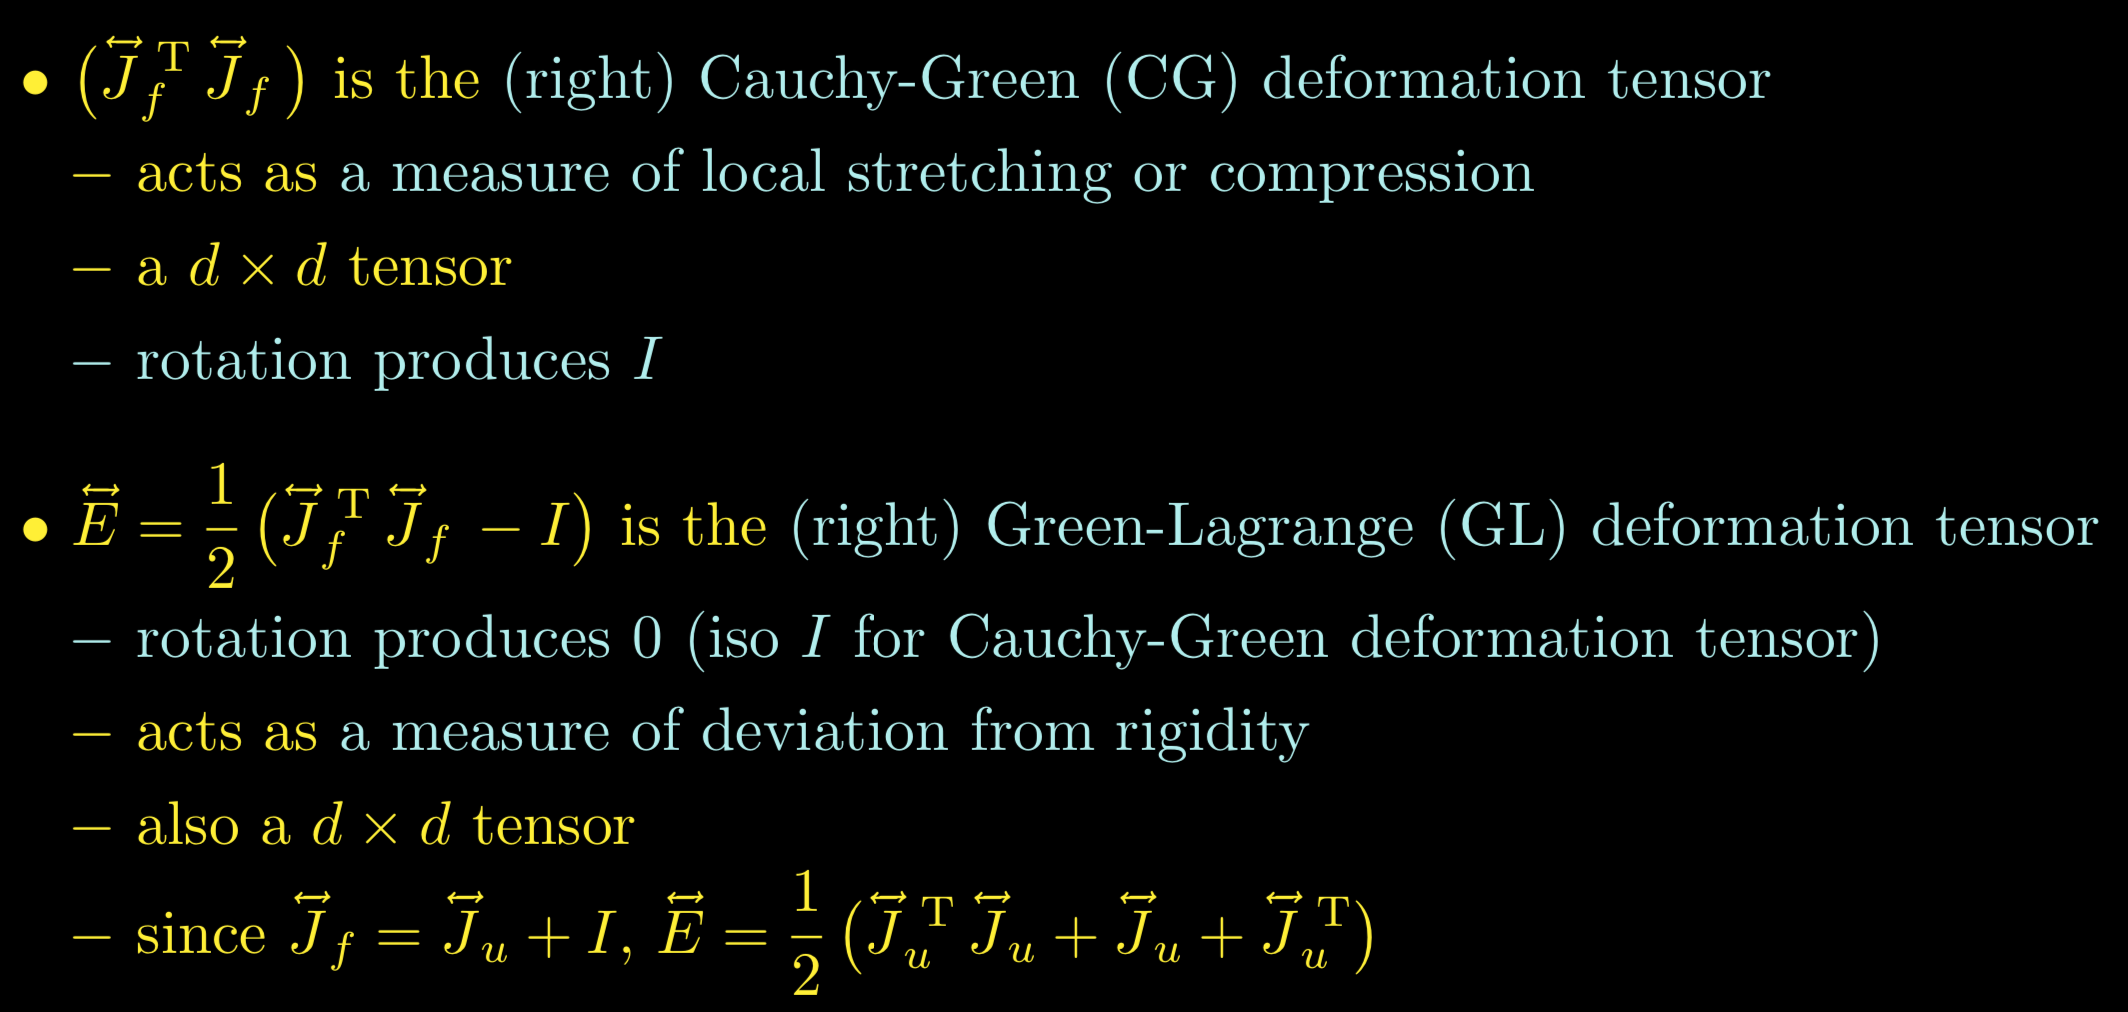 • $(\overleftrightarrow{J}_f^{\mathrm{T}} \overleftrightarrow{J}_f)$ is the (right) Cauchy-Green (CG) deformation tensor
– acts as a measure of local stretching or compression
– a $d \times d$ tensor
– rotation produces $I$
• $\overleftrightarrow{E} = \frac{1}{2}(\overleftrightarrow{J}_f^{\mathrm{T}} \overleftrightarrow{J}_f - I)$ is the (right) Green-Lagrange (GL) deformation tensor
– rotation produces 0 (iso $I$ for Cauchy-Green deformation tensor)
– acts as a measure of deviation from rigidity
– also a $d \times d$ tensor
– since $\overleftrightarrow{J}_f = \overleftrightarrow{J}_u + I$, $\overleftrightarrow{E} = \frac{1}{2}(\overleftrightarrow{J}_u^{\mathrm{T}} \overleftrightarrow{J}_u + \overleftrightarrow{J}_u + \overleftrightarrow{J}_u^{\mathrm{T}})$